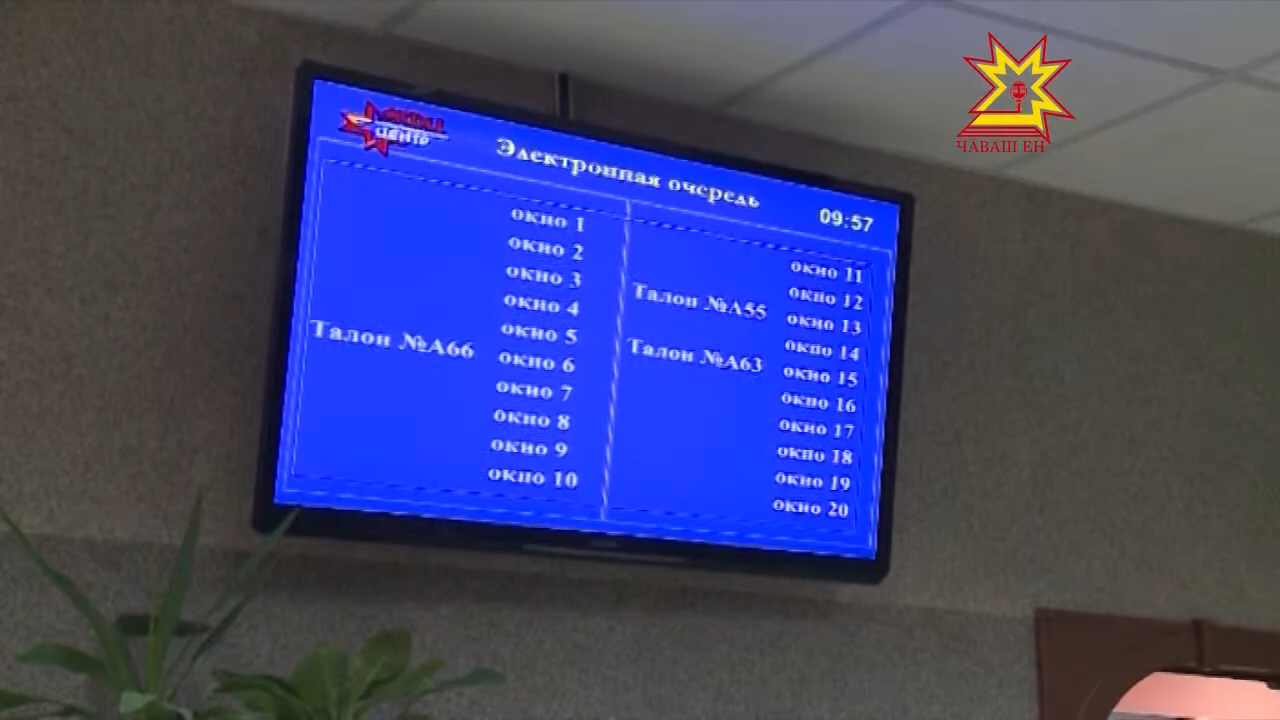 ЧĂВАШ ЕН
ЦЕНТР
Электронная очередь
09:57
окно 1
окно 2
окно 3
окно 4
окно 5
Талон №А66 окно 6
окно 7
окно 8
окно 9
окно 10
окно 11
окно 12
Талон №А55 окно 13
окно 14
Талон №А63 окно 15
окно 16
окно 17
окно 18
окно 19
окно 20